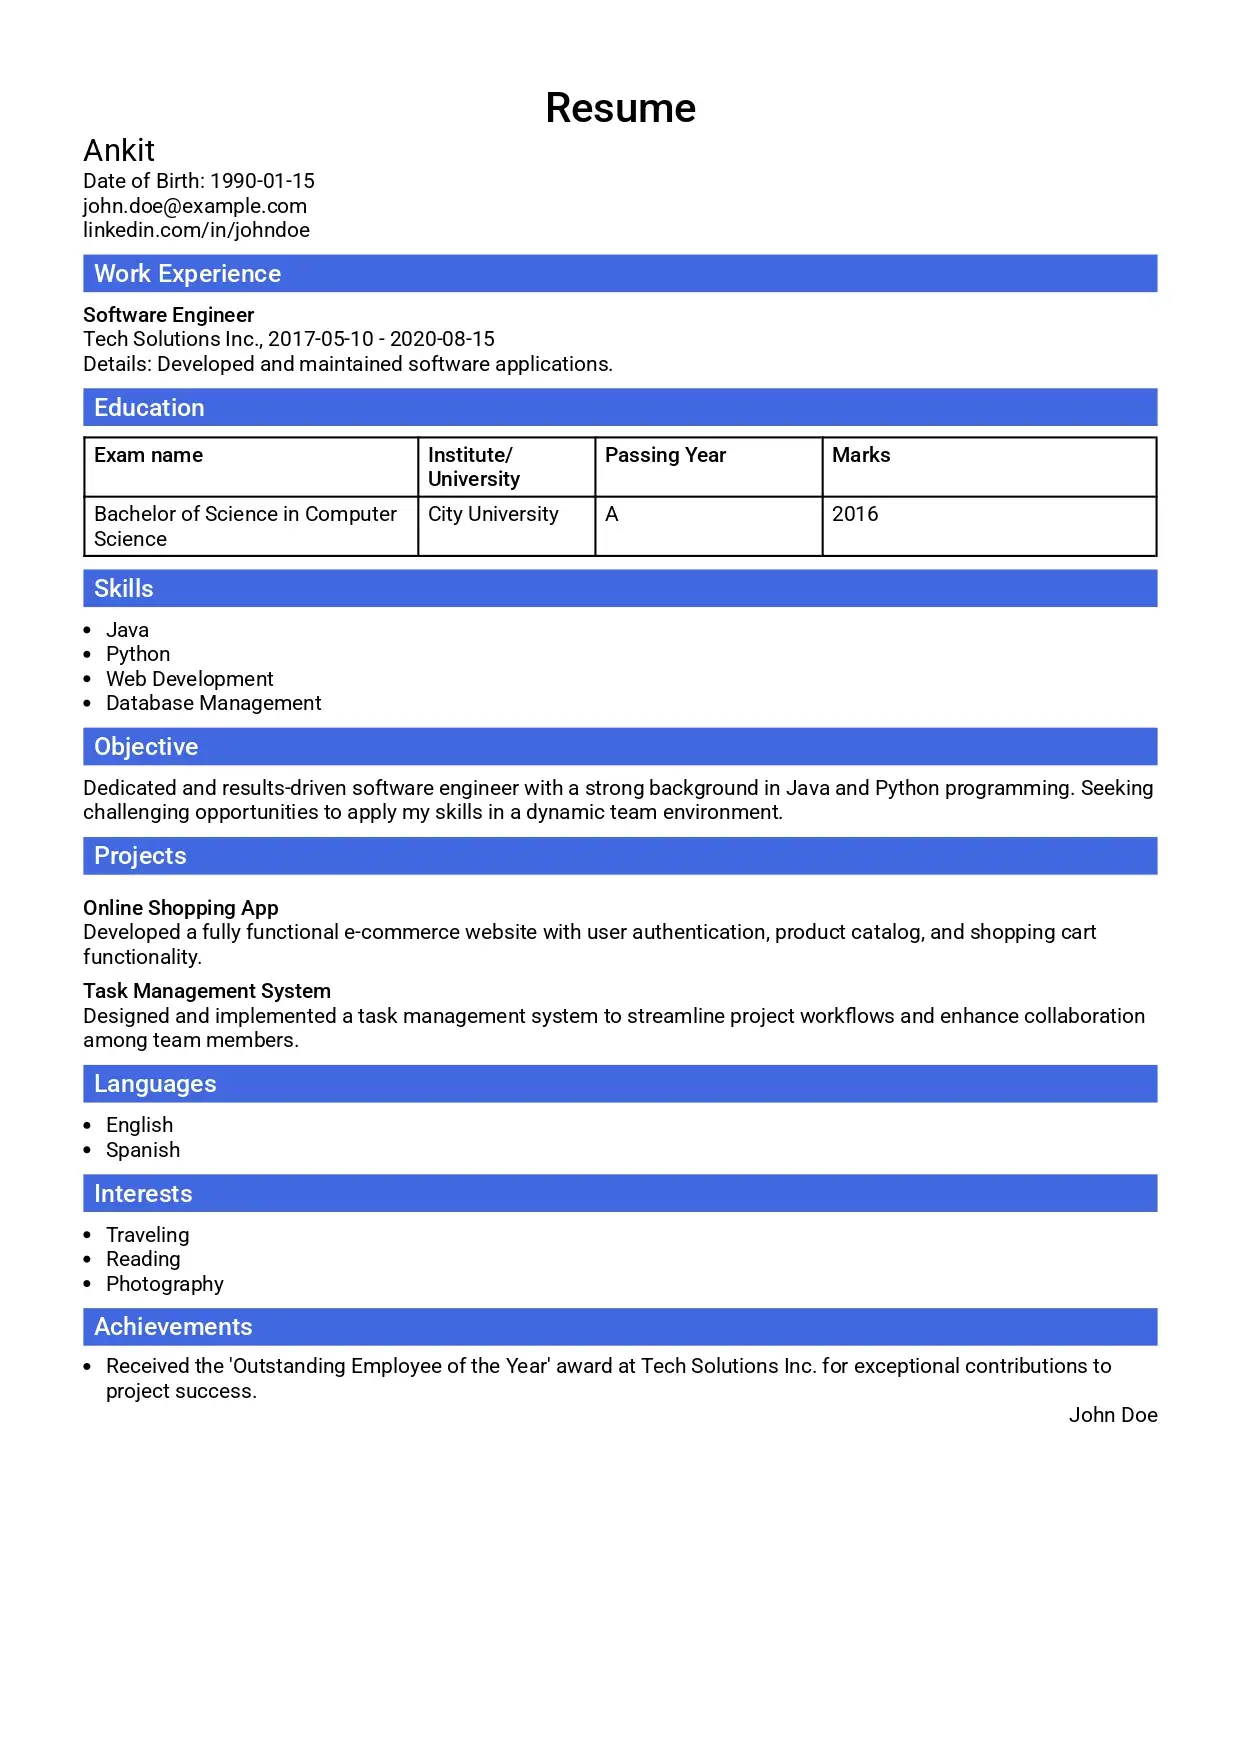 Resume
Ankit
Date of Birth: 1990-01-15
john.doe@example.com
linkedin.com/in/johndoe
Work Experience
Software Engineer
Tech Solutions Inc., 2017-05-10 - 2020-08-15
Details: Developed and maintained software applications.
Education
Exam name Institute/ Passing Year Marks
University
Bachelor of Science in Computer City University A 2016
Science
Skills
• Java
• Python
• Web Development
• Database Management
Objective
Dedicated and results-driven software engineer with a strong background in Java and Python programming. Seeking
challenging opportunities to apply my skills in a dynamic team environment.
Projects
Online Shopping App
Developed a fully functional e-commerce website with user authentication, product catalog, and shopping cart
functionality.
Task Management System
Designed and implemented a task management system to streamline project workflows and enhance collaboration
among team members.
Languages
• English
• Spanish
Interests
• Traveling
• Reading
• Photography
Achievements
• Received the 'Outstanding Employee of the Year' award at Tech Solutions Inc. for exceptional contributions to
project success.
John Doe